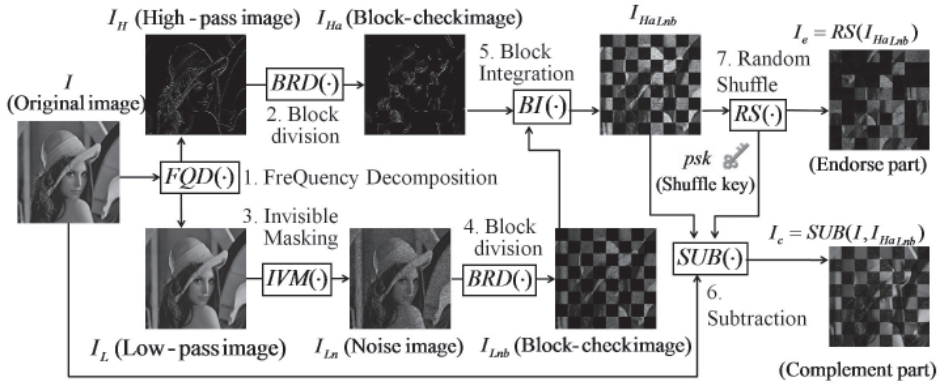 I_H (High - pass image)
I_Ha (Block-checkimage)
I_HaLnb
I_e = RS(I_HaLnb)
5. Block
Integration
7. Random
Shuffle
I
(Original image)
BRD(·)
2. Block
division
BI(·)
RS(·)
psk
(Shuffle key)
(Endorse part)
FQD(·)
1. FreQuency Decomposition
3. Invisible
Masking
4. Block
division
I_c = SUB(I, I_HaLnb)
IVM(·)
BRD(·)
SUB(·)
6.
Subtraction
I_L (Low - pass image)
I_Ln (Noise image)
I_Lnb (Block- checkimage)
(Complement part)